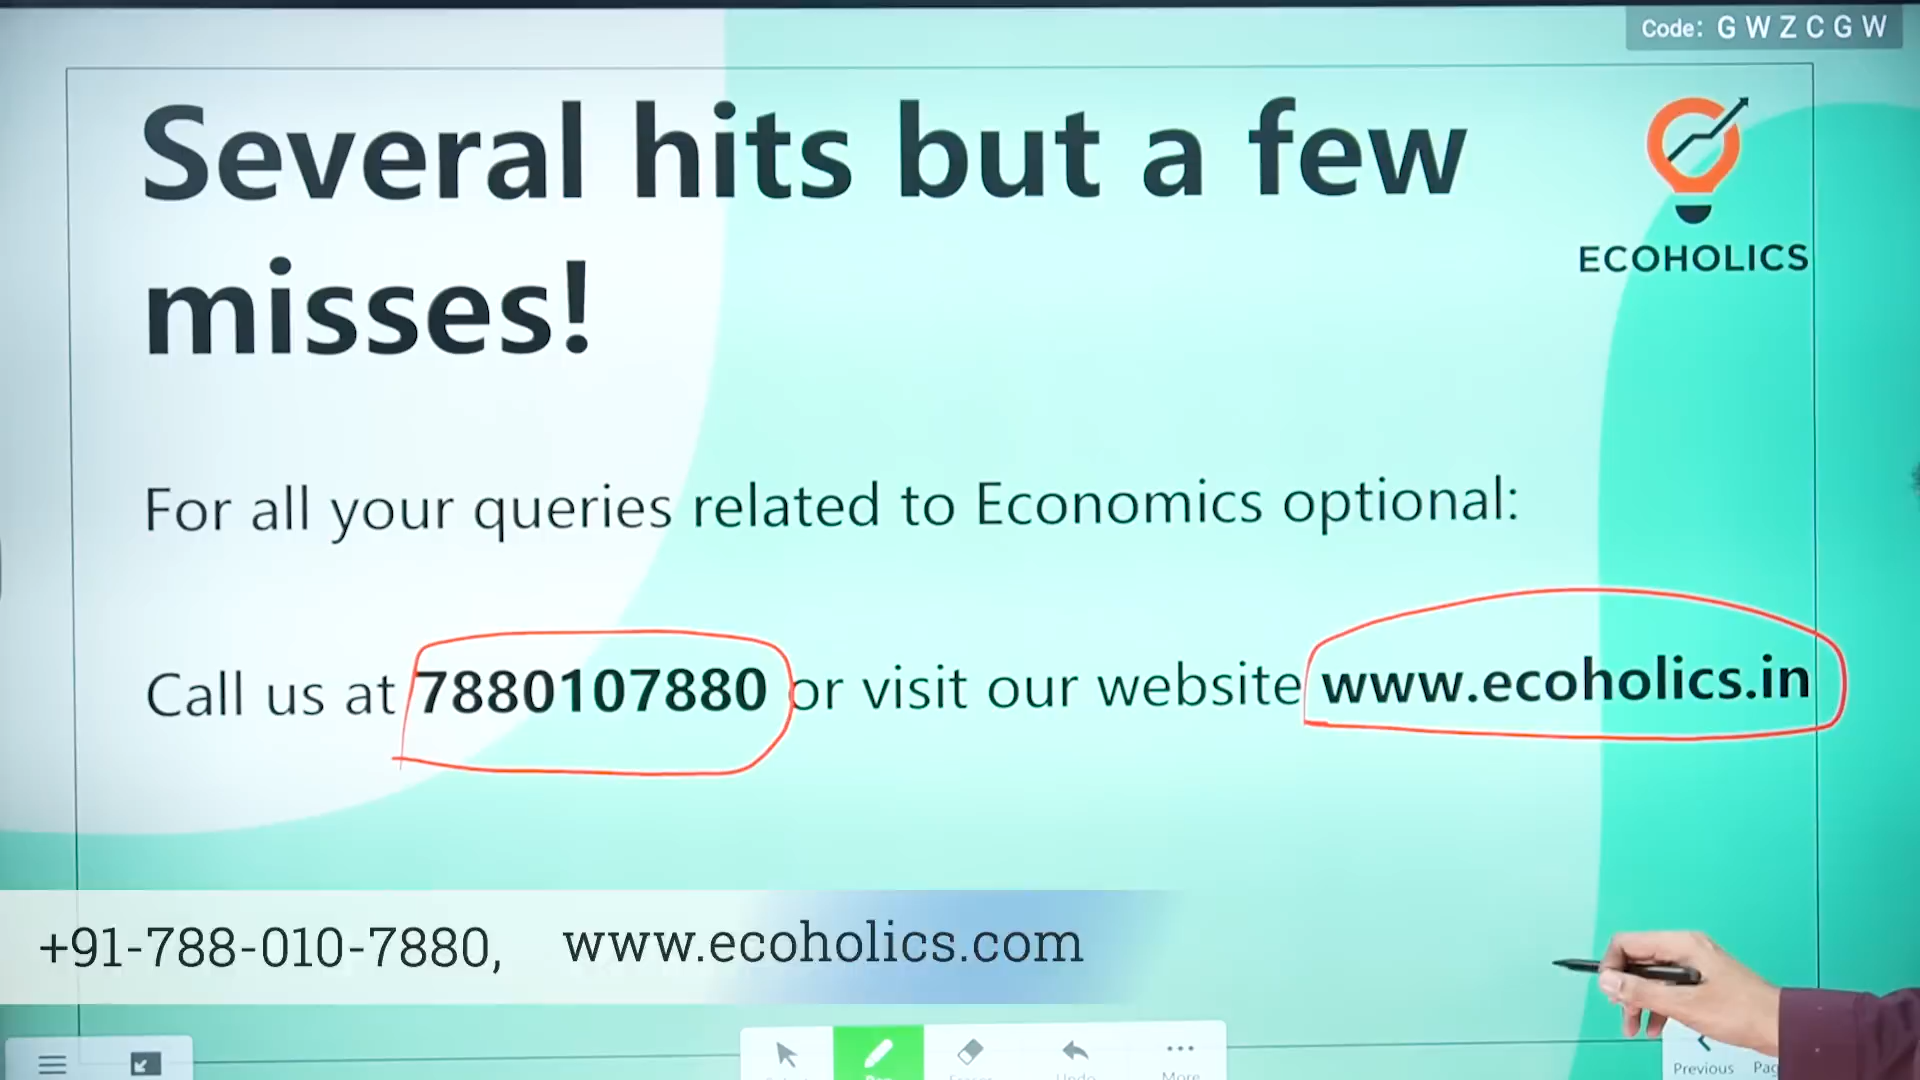 Code: G W Z C G W
Several hits but a few
misses!
ECOHOLICS
For all your queries related to Economics optional:
Call us at 7880107880 or visit our website www.ecoholics.in
+91-788-010-7880, www.ecoholics.com
Undo
More
Previous